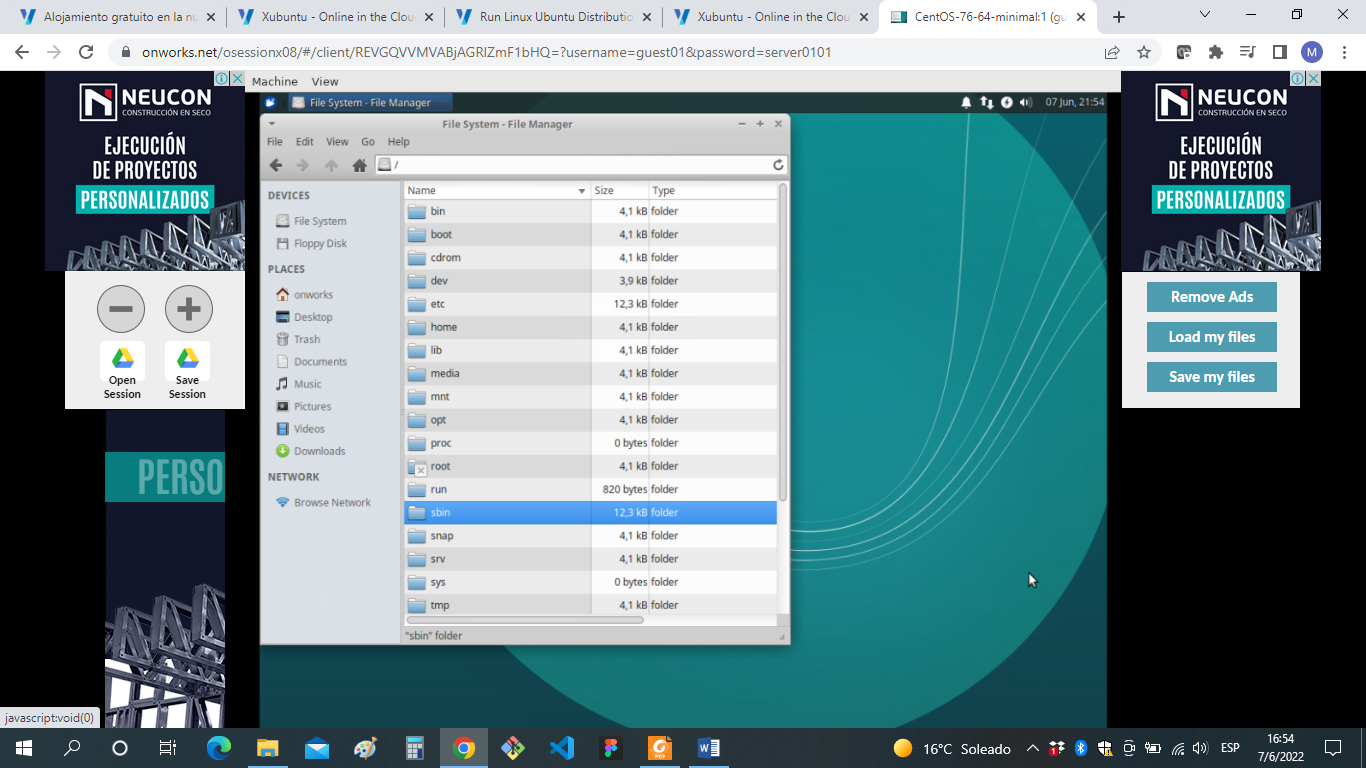 Alojamiento gratuito en la nu
Xubuntu - Online in the Clou
Run Linux Ubuntu Distributio
Xubuntu - Online in the Clou
CentOS-76-64-minimal:1 (gu
onworks.net/osessionx08/#/client/REVGQVVMVABjAGRlZmF1bHQ=?username=guest01&password=server0101
M
NEUCON
CONSTRUCCIÓN EN SECO
EJECUCIÓN
DE PROYECTOS
PERSONALIZADOS
Open
Session
Save
Session
PERSO
javascript:void(0)
Machine View
File System - File Manager
07 Jun, 21:54
File System - File Manager
File Edit View Go Help
/
DEVICES
File System
Floppy Disk
PLACES
onworks
Desktop
Trash
Documents
Music
Pictures
Videos
Downloads
NETWORK
Browse Network
Name Size Type
bin 4,1 kB folder
boot 4,1 kB folder
cdrom 4,1 kB folder
dev 3,9 kB folder
etc 12,3 kB folder
home 4,1 kB folder
lib 4,1 kB folder
media 4,1 kB folder
mnt 4,1 kB folder
opt 4,1 kB folder
proc 0 bytes folder
root 4,1 kB folder
run 820 bytes folder
sbin 12,3 kB folder
snap 4,1 kB folder
srv 4,1 kB folder
sys 0 bytes folder
tmp 4,1 kB folder
"sbin" folder
NEUCON
CONSTRUCCIÓN EN SECO
EJECUCIÓN
DE PROYECTOS
PERSONALIZADOS
Remove Ads
Load my files
Save my files
16°C Soleado
ESP
16:54
7/6/2022